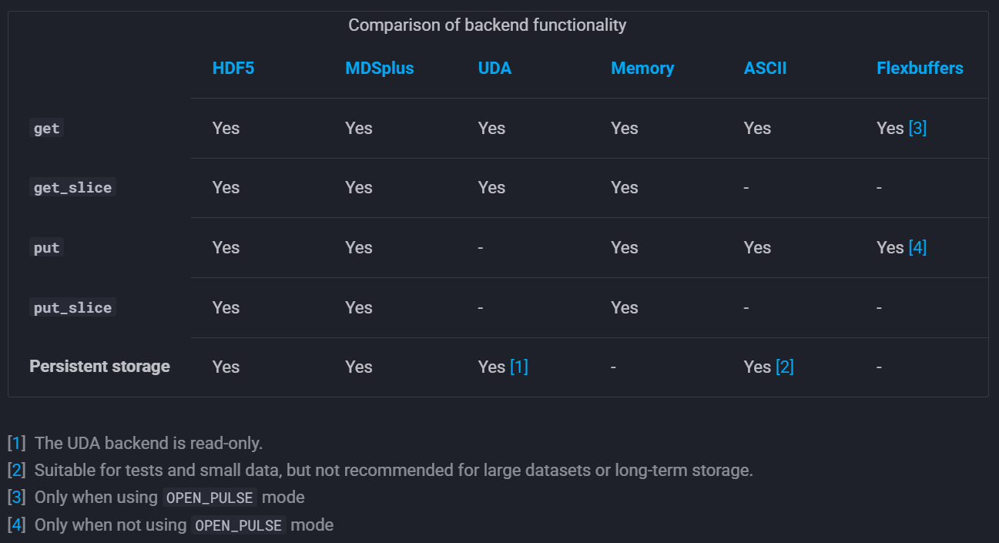 Comparison of backend functionality
HDF5 MDSplus UDA Memory ASCII Flexbuffers
get Yes Yes Yes Yes Yes Yes [3]
get_slice Yes Yes Yes Yes - -
put Yes Yes - Yes Yes Yes [4]
put_slice Yes Yes - Yes - -
Persistent storage Yes Yes Yes [1] - Yes [2] -
[1] The UDA backend is read-only.
[2] Suitable for tests and small data, but not recommended for large datasets or long-term storage.
[3] Only when using OPEN_PULSE mode
[4] Only when not using OPEN_PULSE mode